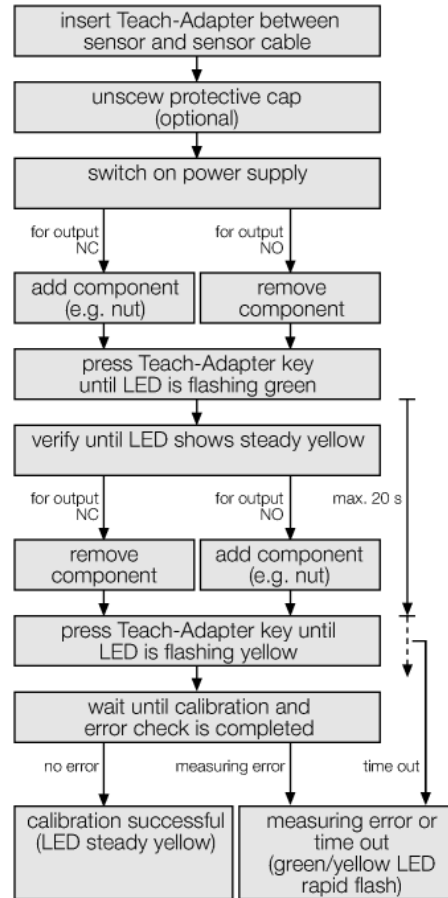 insert Teach-Adapter between
sensor and sensor cable
unscew protective cap
(optional)
switch on power supply
for output
NC
for output
NO
add component
(e.g. nut)
remove
component
press Teach-Adapter key
until LED is flashing green
verify until LED shows steady yellow
for output
NC
for output
NO
max. 20 s
remove
component
add component
(e.g. nut)
press Teach-Adapter key until
LED is flashing yellow
wait until calibration and
error check is completed
no error
measuring error
time out
calibration successful
(LED steady yellow)
measuring error or
time out
(green/yellow LED
rapid flash)